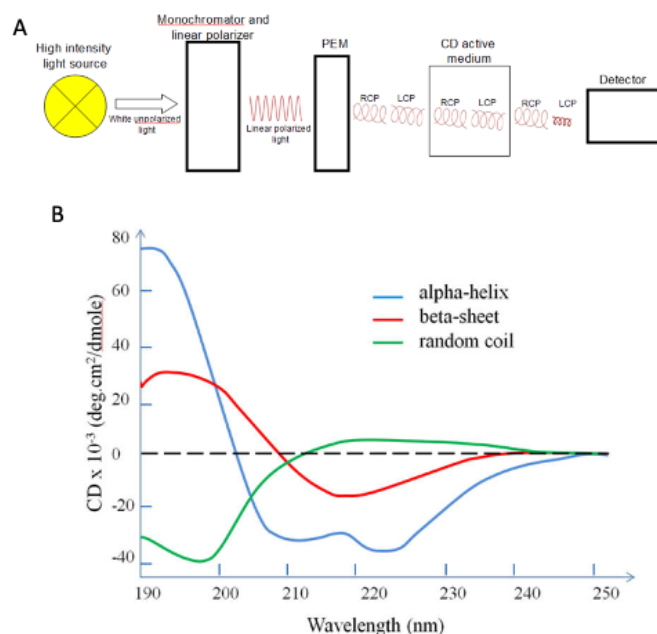 A
High intensity
light source
White unpolarized
light
Monochromator and
linear polarizer
Linear polarized
light
PEM
RCP LCP
CD active
medium
RCP LCP
RCP LCP
Detector
B
CD x 10⁻³ (deg.cm²/dmole)
80
60
40
20
0
-20
-40
alpha-helix
beta-sheet
random coil
190 200 210 220 230 240 250
Wavelength (nm)